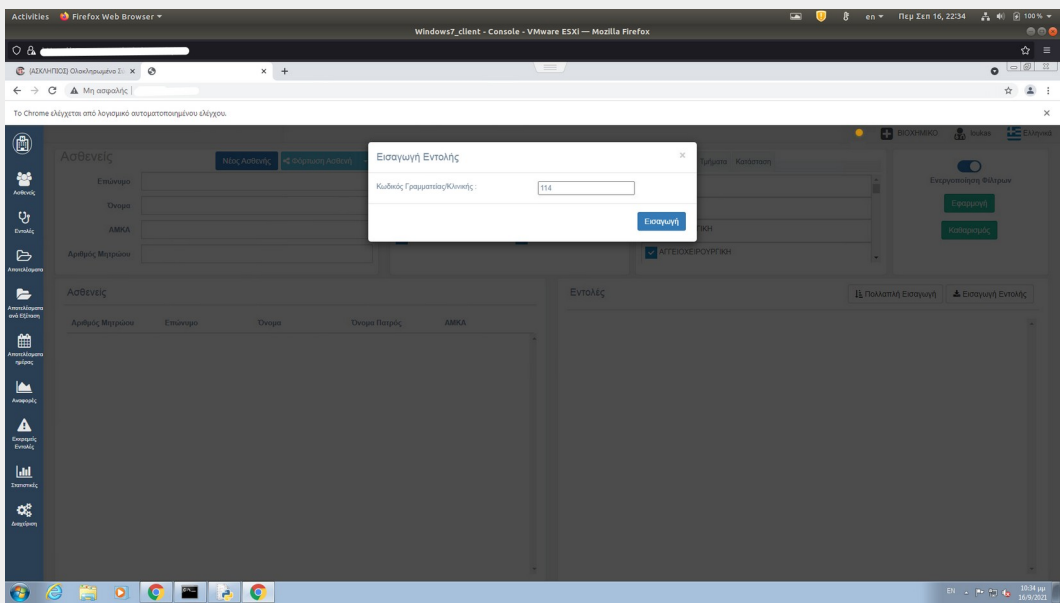 Activities Firefox Web Browser en Πεμ Σεπ 16, 22:34 100 %
Windows7_client - Console - VMware ESXi — Mozilla Firefox
(ΑΣΚΛΗΠΙΟΣ) Ολοκληρωμένο
Μη ασφαλής
Το Chrome ελέγχεται από λογισμικό αυτοματοποιημένου ελέγχου.
ΒΙΟΧΗΜΙΚΟ loukas Ελληνικά
Ασθενείς Νέος Ασθενής Φόρτωση Ασθενή Εισαγωγή Εντολής × Τμήματα Κατάσταση
Επώνυμο Ενεργοποίηση Φίλτρων
Κωδικός Γραμματείας/Κλινικής : 114
Όνομα Εφαρμογή
ΑΜΚΑ Εισαγωγή Καθαρισμός
Αριθμός Μητρώου ΑΓΓΕΙΟΧΕΙΡΟΥΡΓΙΚΗ
Ασθενείς
Εντολές
Αποτελέσματα
Αποτελέσματα ανά Εξέταση
Αποτελέσματα ημέρας
Αναφορές
Εκκρεμείς Εντολές
Στατιστικές
Διαχείριση
Ασθενείς Εντολές Πολλαπλή Εισαγωγή Εισαγωγή Εντολής
Αριθμός Μητρώου Επώνυμο Όνομα Όνομα Πατρός ΑΜΚΑ
EN 10:34 μμ
16/9/2021